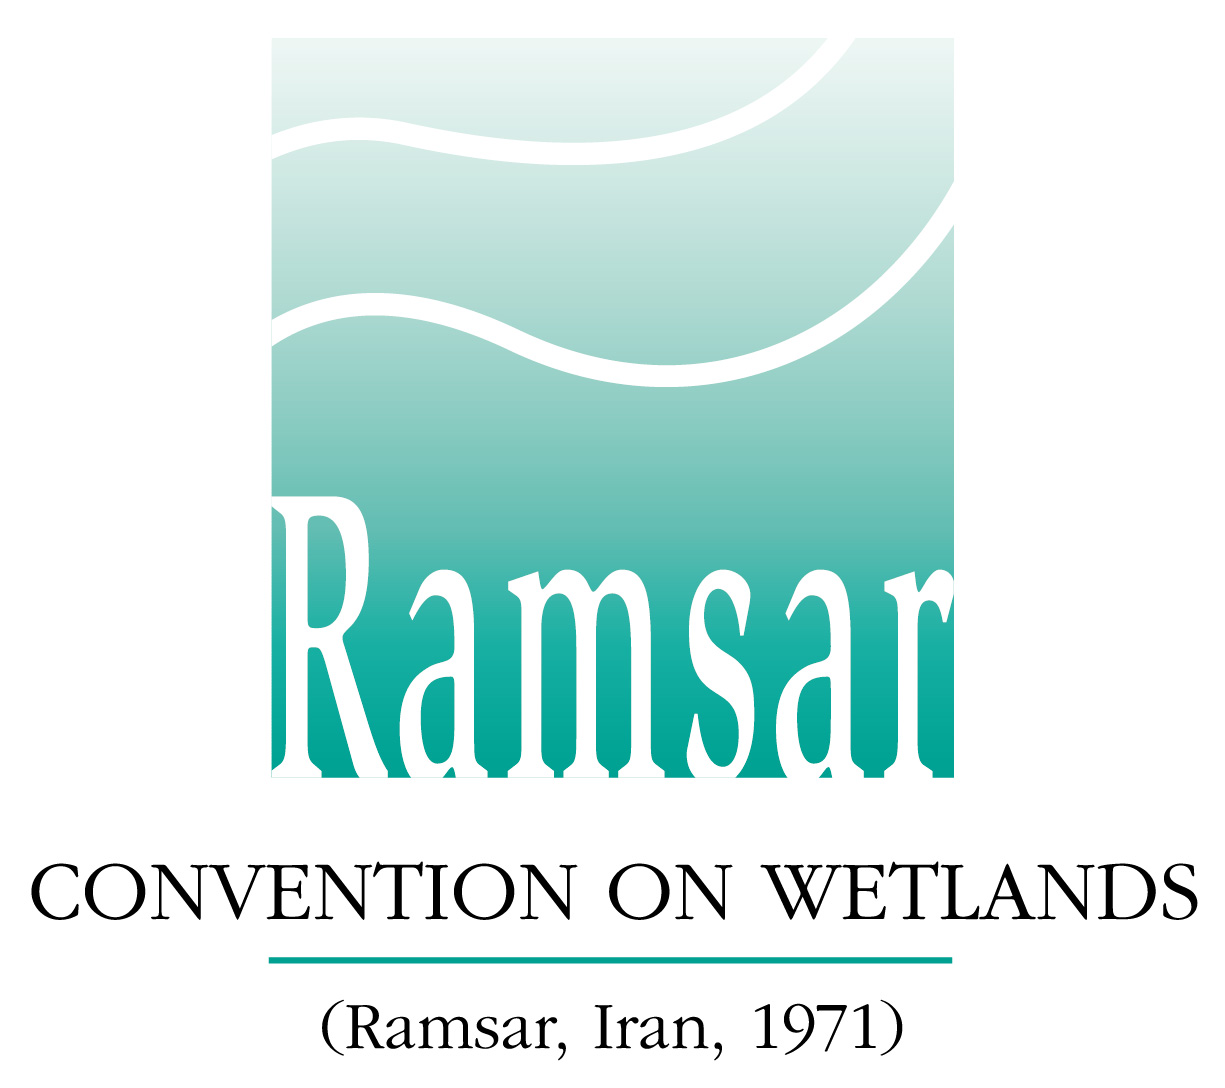 Ramsar
CONVENTION ON WETLANDS
(Ramsar, Iran, 1971)